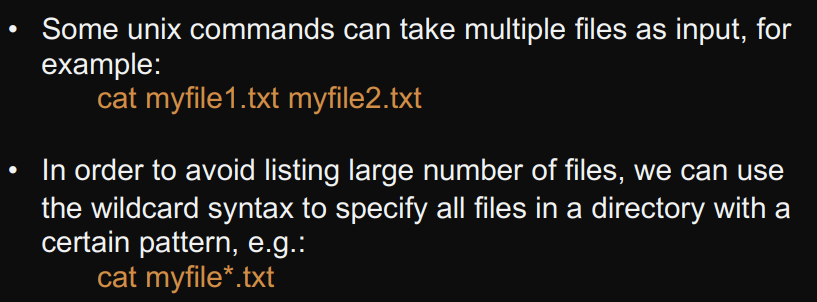 • Some unix commands can take multiple files as input, for
example:
cat myfile1.txt myfile2.txt
• In order to avoid listing large number of files, we can use
the wildcard syntax to specify all files in a directory with a
certain pattern, e.g.:
cat myfile*.txt